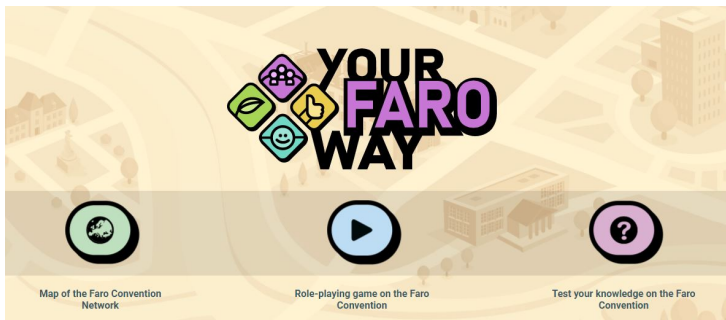 YOUR
FARO
WAY
Map of the Faro Convention
Network
Role-playing game on the Faro
Convention
Test your knowledge on the Faro
Convention